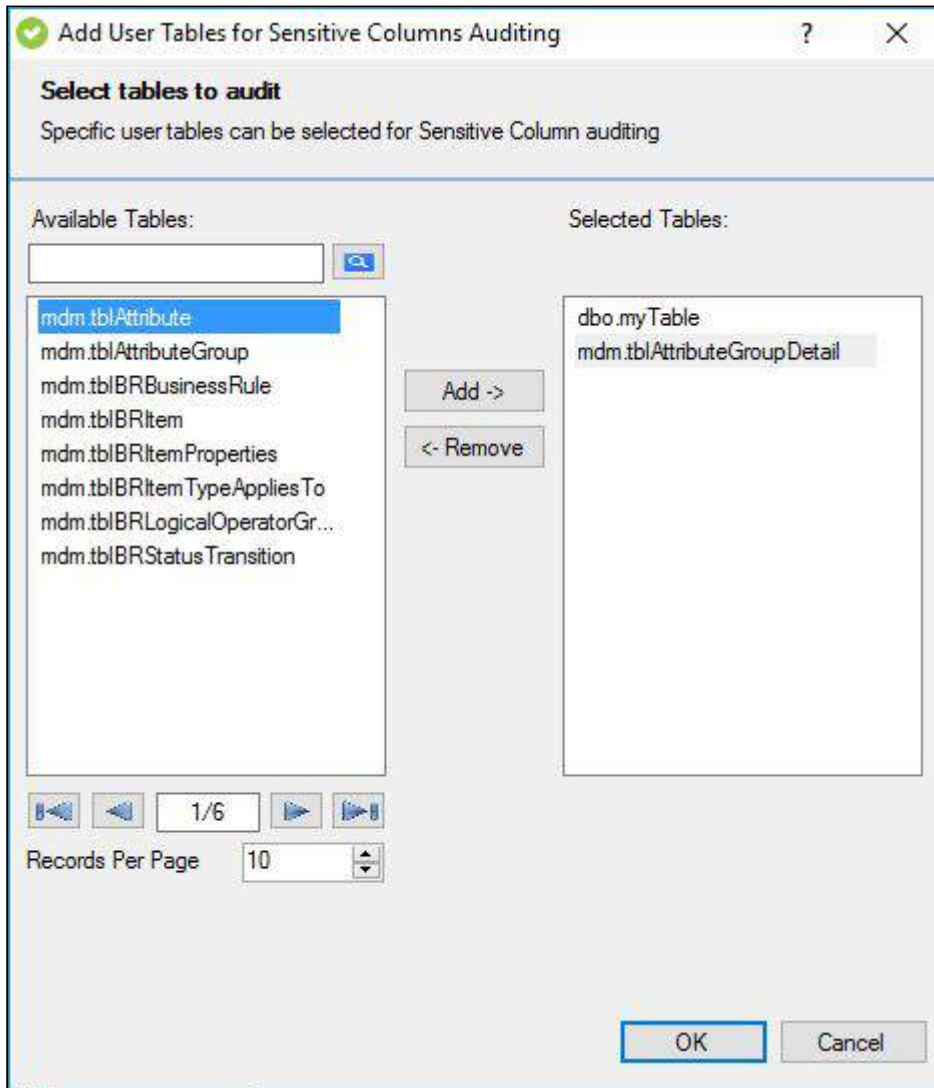 Add User Tables for Sensitive Columns Auditing
?
Select tables to audit
Specific user tables can be selected for Sensitive Column auditing
Available Tables:
Selected Tables:
mdm.tblAttribute
mdm.tblAttributeGroup
mdm.tblBRBusinessRule
mdm.tblBRItem
mdm.tblBRItemProperties
mdm.tblBRItemTypeAppliesTo
mdm.tblBRLogicalOperatorGr...
mdm.tblBRStatusTransition
Add ->
<- Remove
dbo.myTable
mdm.tblAttributeGroupDetail
1/6
Records Per Page 10
OK
Cancel